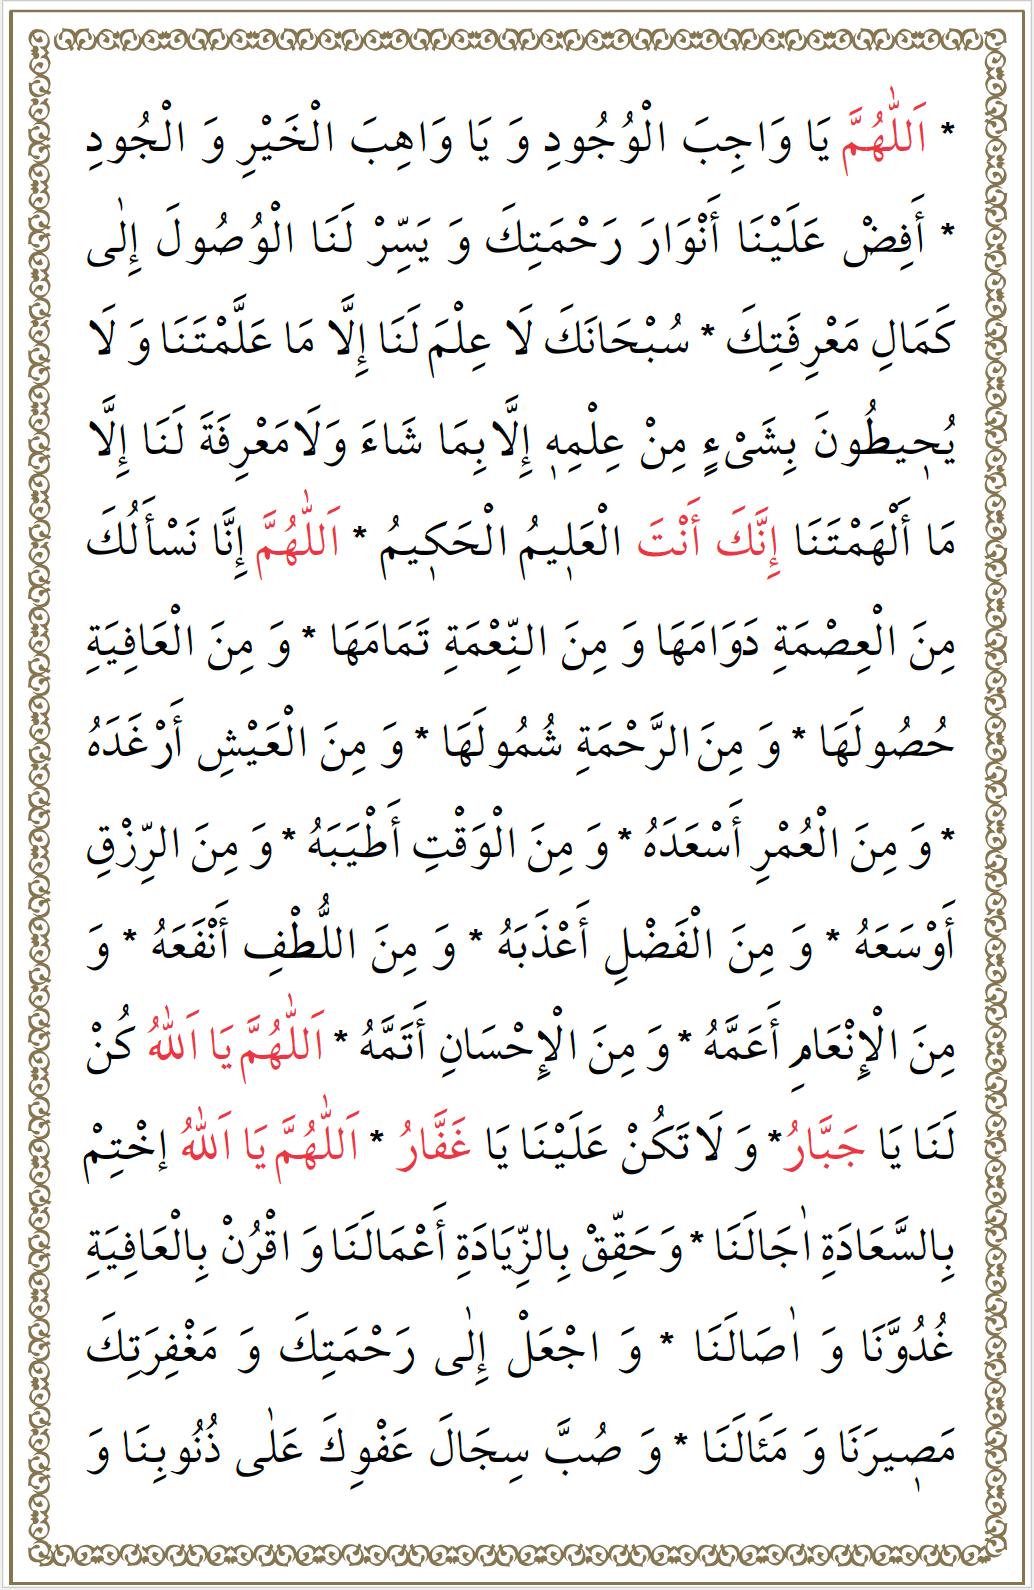 * اَللّٰهُمَّ يَا وَاجِبَ الْوُجُودِ وَ يَا وَاهِبَ الْخَيْرِ وَ الْجُودِ
* أَفِضْ عَلَيْنَا أَنْوَارَ رَحْمَتِكَ وَ يَسِّرْ لَنَا الْوُصُولَ إِلٰى
كَمَالِ مَعْرِفَتِكَ * سُبْحَانَكَ لَا عِلْمَ لَنَا إِلَّا مَا عَلَّمْتَنَا وَ لَا
يُحٖيطُونَ بِشَىْءٍ مِنْ عِلْمِهٖ إِلَّا بِمَا شَاءَ وَلَا مَعْرِفَةَ لَنَا إِلَّا
مَا أَلْهَمْتَنَا إِنَّكَ أَنْتَ الْعَلٖيمُ الْحَكٖيمُ * اَللّٰهُمَّ إِنَّا نَسْأَلُكَ
مِنَ الْعِصْمَةِ دَوَامَهَا وَ مِنَ النِّعْمَةِ تَمَامَهَا * وَ مِنَ الْعَافِيَةِ
حُصُولَهَا * وَ مِنَ الرَّحْمَةِ شُمُولَهَا * وَ مِنَ الْعَيْشِ أَرْغَدَهُ
* وَ مِنَ الْعُمْرِ أَسْعَدَهُ * وَ مِنَ الْوَقْتِ أَطْيَبَهُ * وَ مِنَ الرِّزْقِ
أَوْسَعَهُ * وَ مِنَ الْفَضْلِ أَعْذَبَهُ * وَ مِنَ اللُّطْفِ أَنْفَعَهُ * وَ
مِنَ الْإِنْعَامِ أَعَمَّهُ * وَ مِنَ الْإِحْسَانِ أَتَمَّهُ * اَللّٰهُمَّ يَا اَللّٰهُ كُنْ
لَنَا يَا جَبَّارُ* وَ لَا تَكُنْ عَلَيْنَا يَا غَفَّارُ * اَللّٰهُمَّ يَا اَللّٰهُ إخْتِمْ
بِالسَّعَادَةِ اٰجَالَنَا * وَحَقِّقْ بِالزِّيَادَةِ أَعْمَالَنَا وَ اقْرُنْ بِالْعَافِيَةِ
غُدُوَّنَا وَ اٰصَالَنَا * وَ اجْعَلْ إِلٰى رَحْمَتِكَ وَ مَغْفِرَتِكَ
مَصٖيرَنَا وَ مَئَالَنَا * وَ صُبَّ سِجَالَ عَفْوِكَ عَلٰى ذُنُوبِنَا وَ